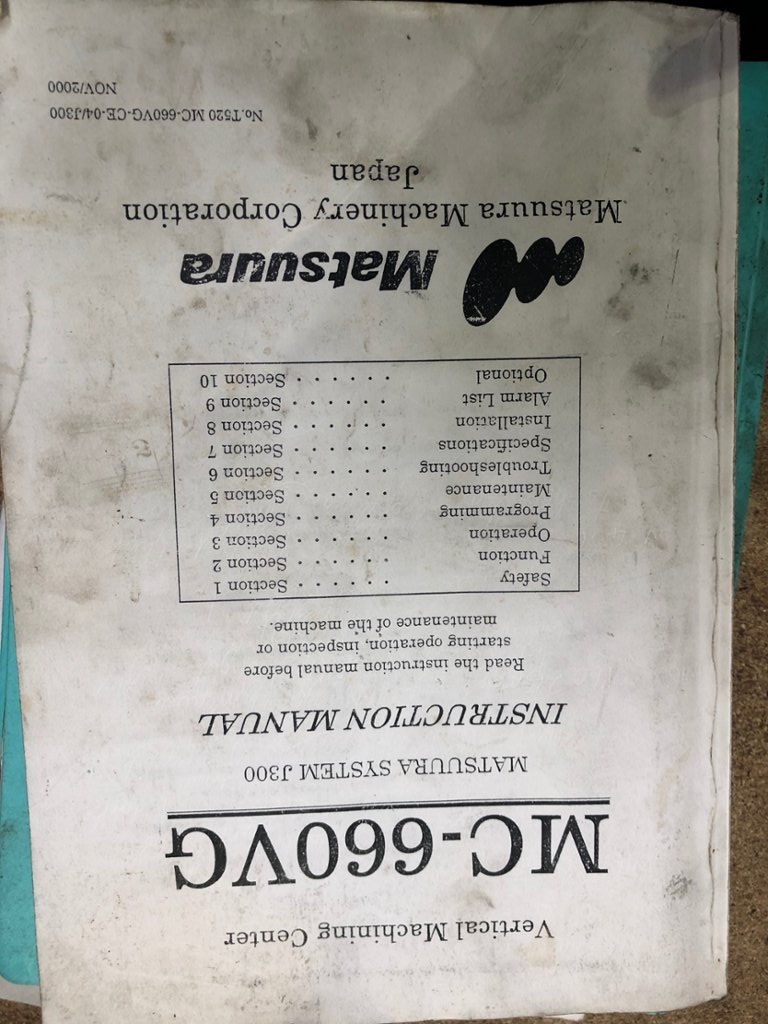 Vertical Machining Center
MC-660VG
MATSUURA SYSTEM J300
INSTRUCTION MANUAL
Read the instruction manual before
starting operation, inspection or
maintenance of the machine.
Safety · · · · · · Section 1
Function · · · · · · Section 2
Operation · · · · · · Section 3
Programming · · · · · · Section 4
Maintenance · · · · · · Section 5
Troubleshooting · · · · · · Section 6
Specifications · · · · · · Section 7
Installation · · · · · · Section 8
Alarm List · · · · · · Section 9
Optional · · · · · · Section 10
Matsuura
Matsuura Machinery Corporation
Japan
No.T520 MC-660VG-CE-04/J300
NOV/2000